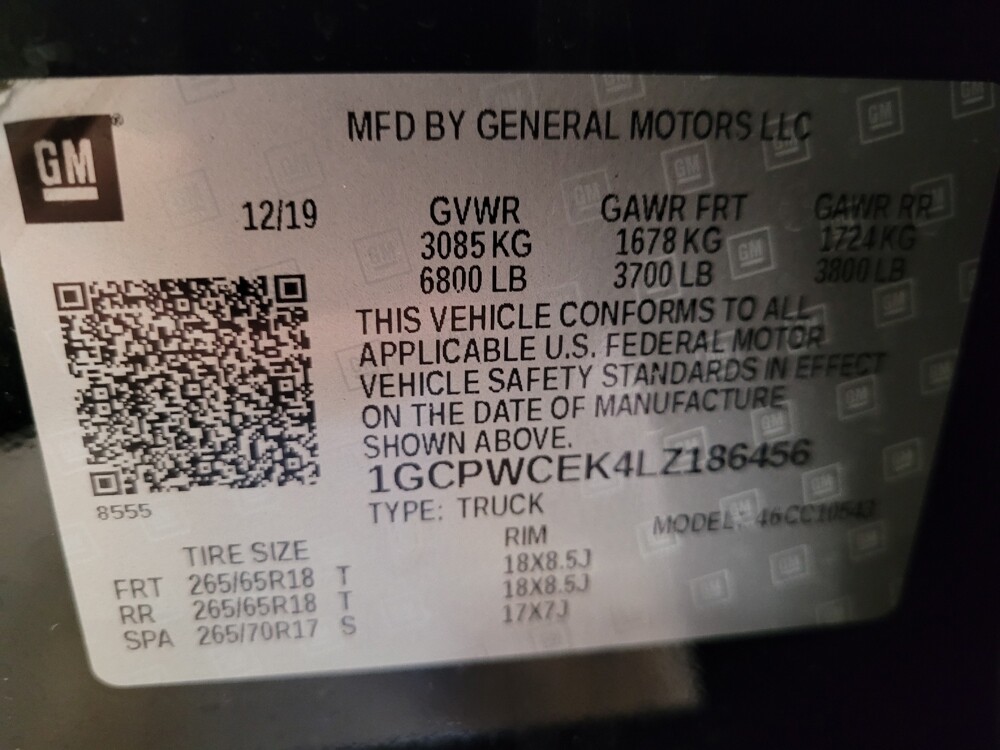 GM®
MFD BY GENERAL MOTORS LLC
12/19
GVWR GAWR FRT GAWR RR
3085 KG 1678 KG 1724 KG
6800 LB 3700 LB 3800 LB
THIS VEHICLE CONFORMS TO ALL
APPLICABLE U.S. FEDERAL MOTOR
VEHICLE SAFETY STANDARDS IN EFFECT
ON THE DATE OF MANUFACTURE
SHOWN ABOVE.
1GCPWCEK4LZ186456
8555
TYPE: TRUCK MODEL:
TIRE SIZE RIM
FRT 265/65R18 T 18X8.5J
RR 265/65R18 T 18X8.5J
SPA 265/70R17 S 17X7J